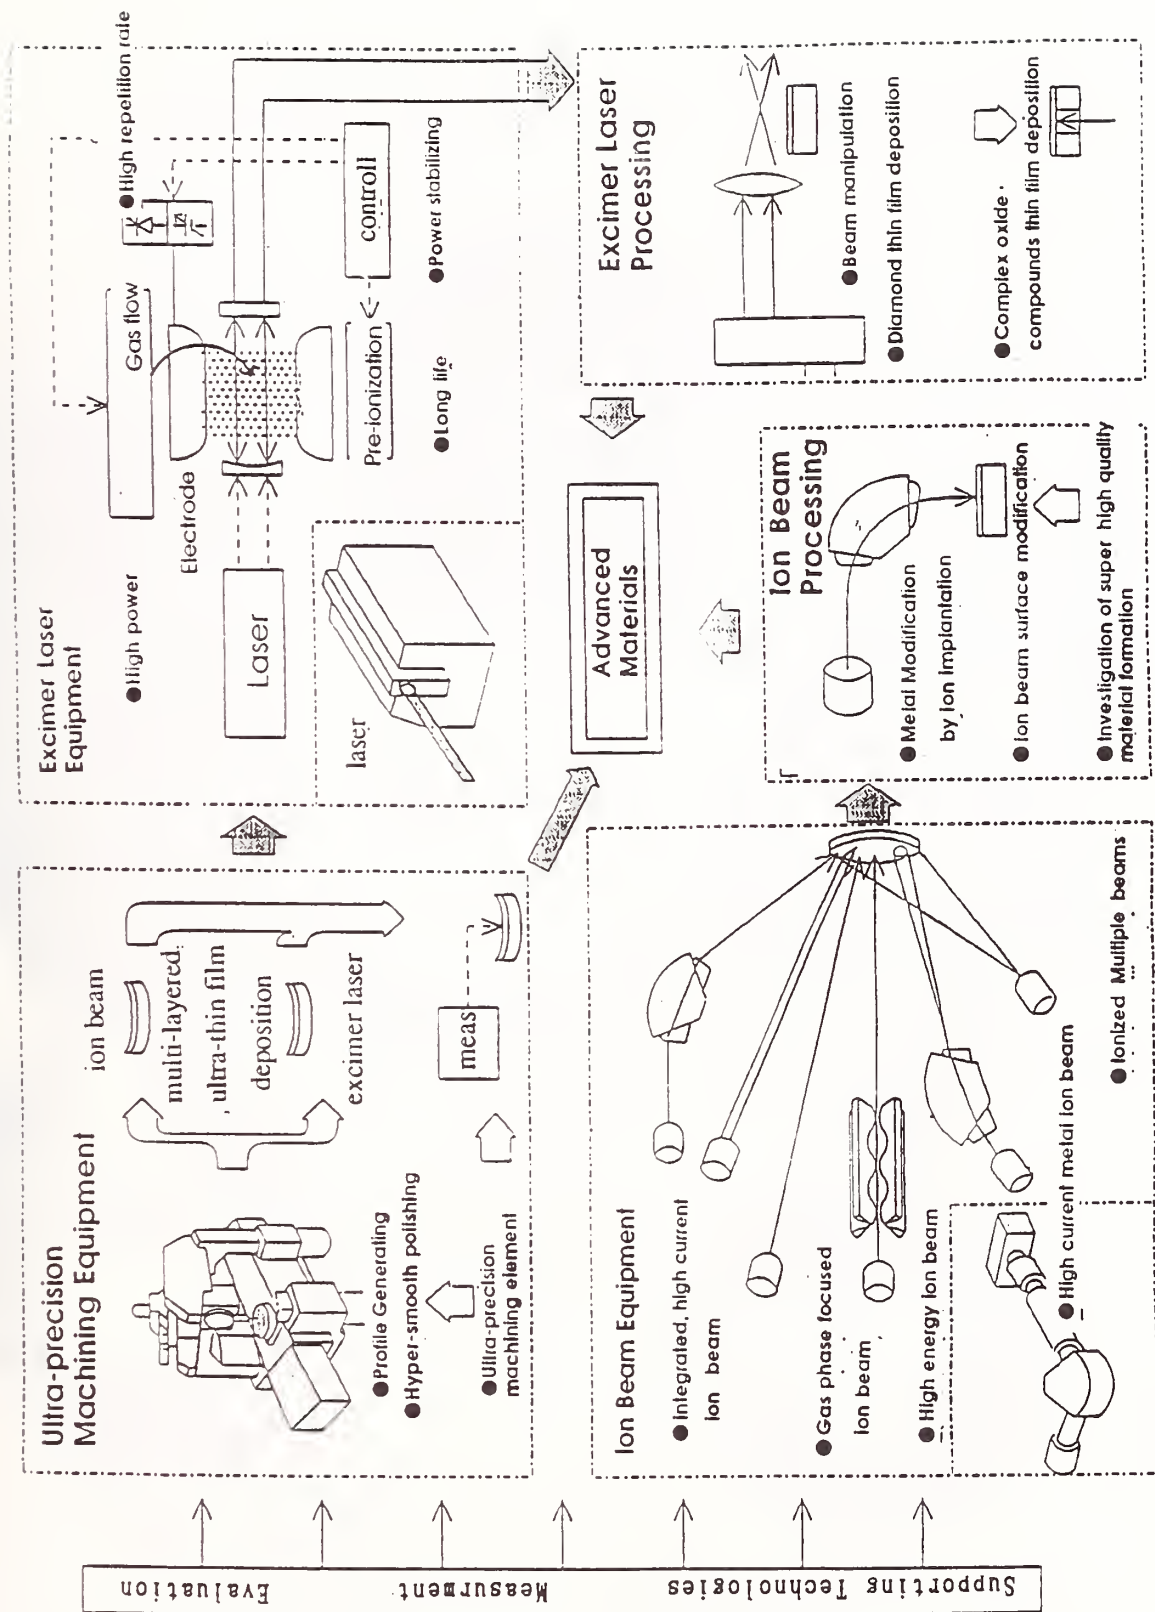 Ultra-precision
Machining Equipment
●Profile Generating
●Hyper-smooth polishing
●Ultra-precision
machining element
ion beam
multi-layered
ultra-thin film
deposition
excimer laser
meas
Excimer Laser
Equipment
●High power
Laser
Electrode
Gas flow
●High repetition rate
Pre-ionization
controll
●Long life
●Power stabilizing
laser
Ion Beam Equipment
●Integrated, high current
ion beam
●Gas phase focused
ion beam
●High energy ion beam
●High current metal ion beam
●Ionized Multiple beams
Advanced
Materials
Ion Beam
Processing
●Metal Modification
by ion implantation
●Ion beam surface modification
●Investigation of super high quality
material formation
Excimer Laser
Processing
●Beam manipulation
●Diamond thin film deposition
●Complex oxide ·
compounds thin film deposition
Supporting Technologies
Measurment
Evaluation